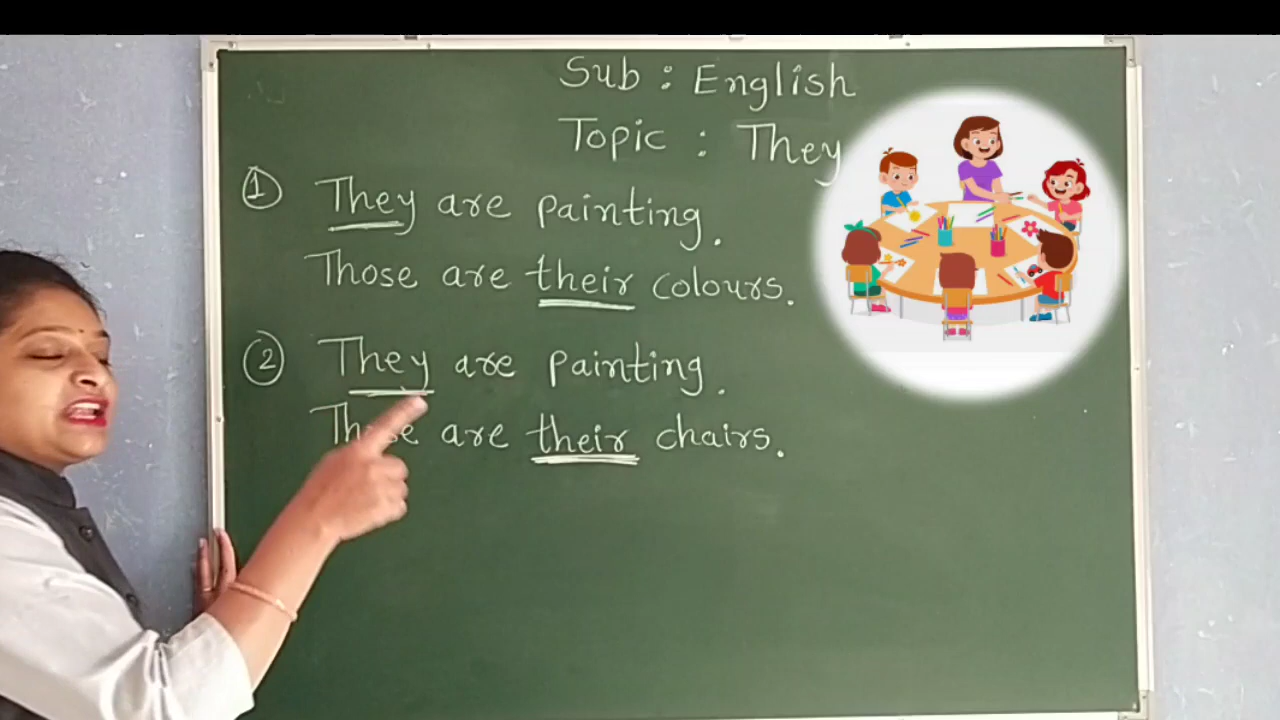 Sub : English
Topic : They
① They are painting.
Those are their colours.
② They are painting.
Those are their chairs.